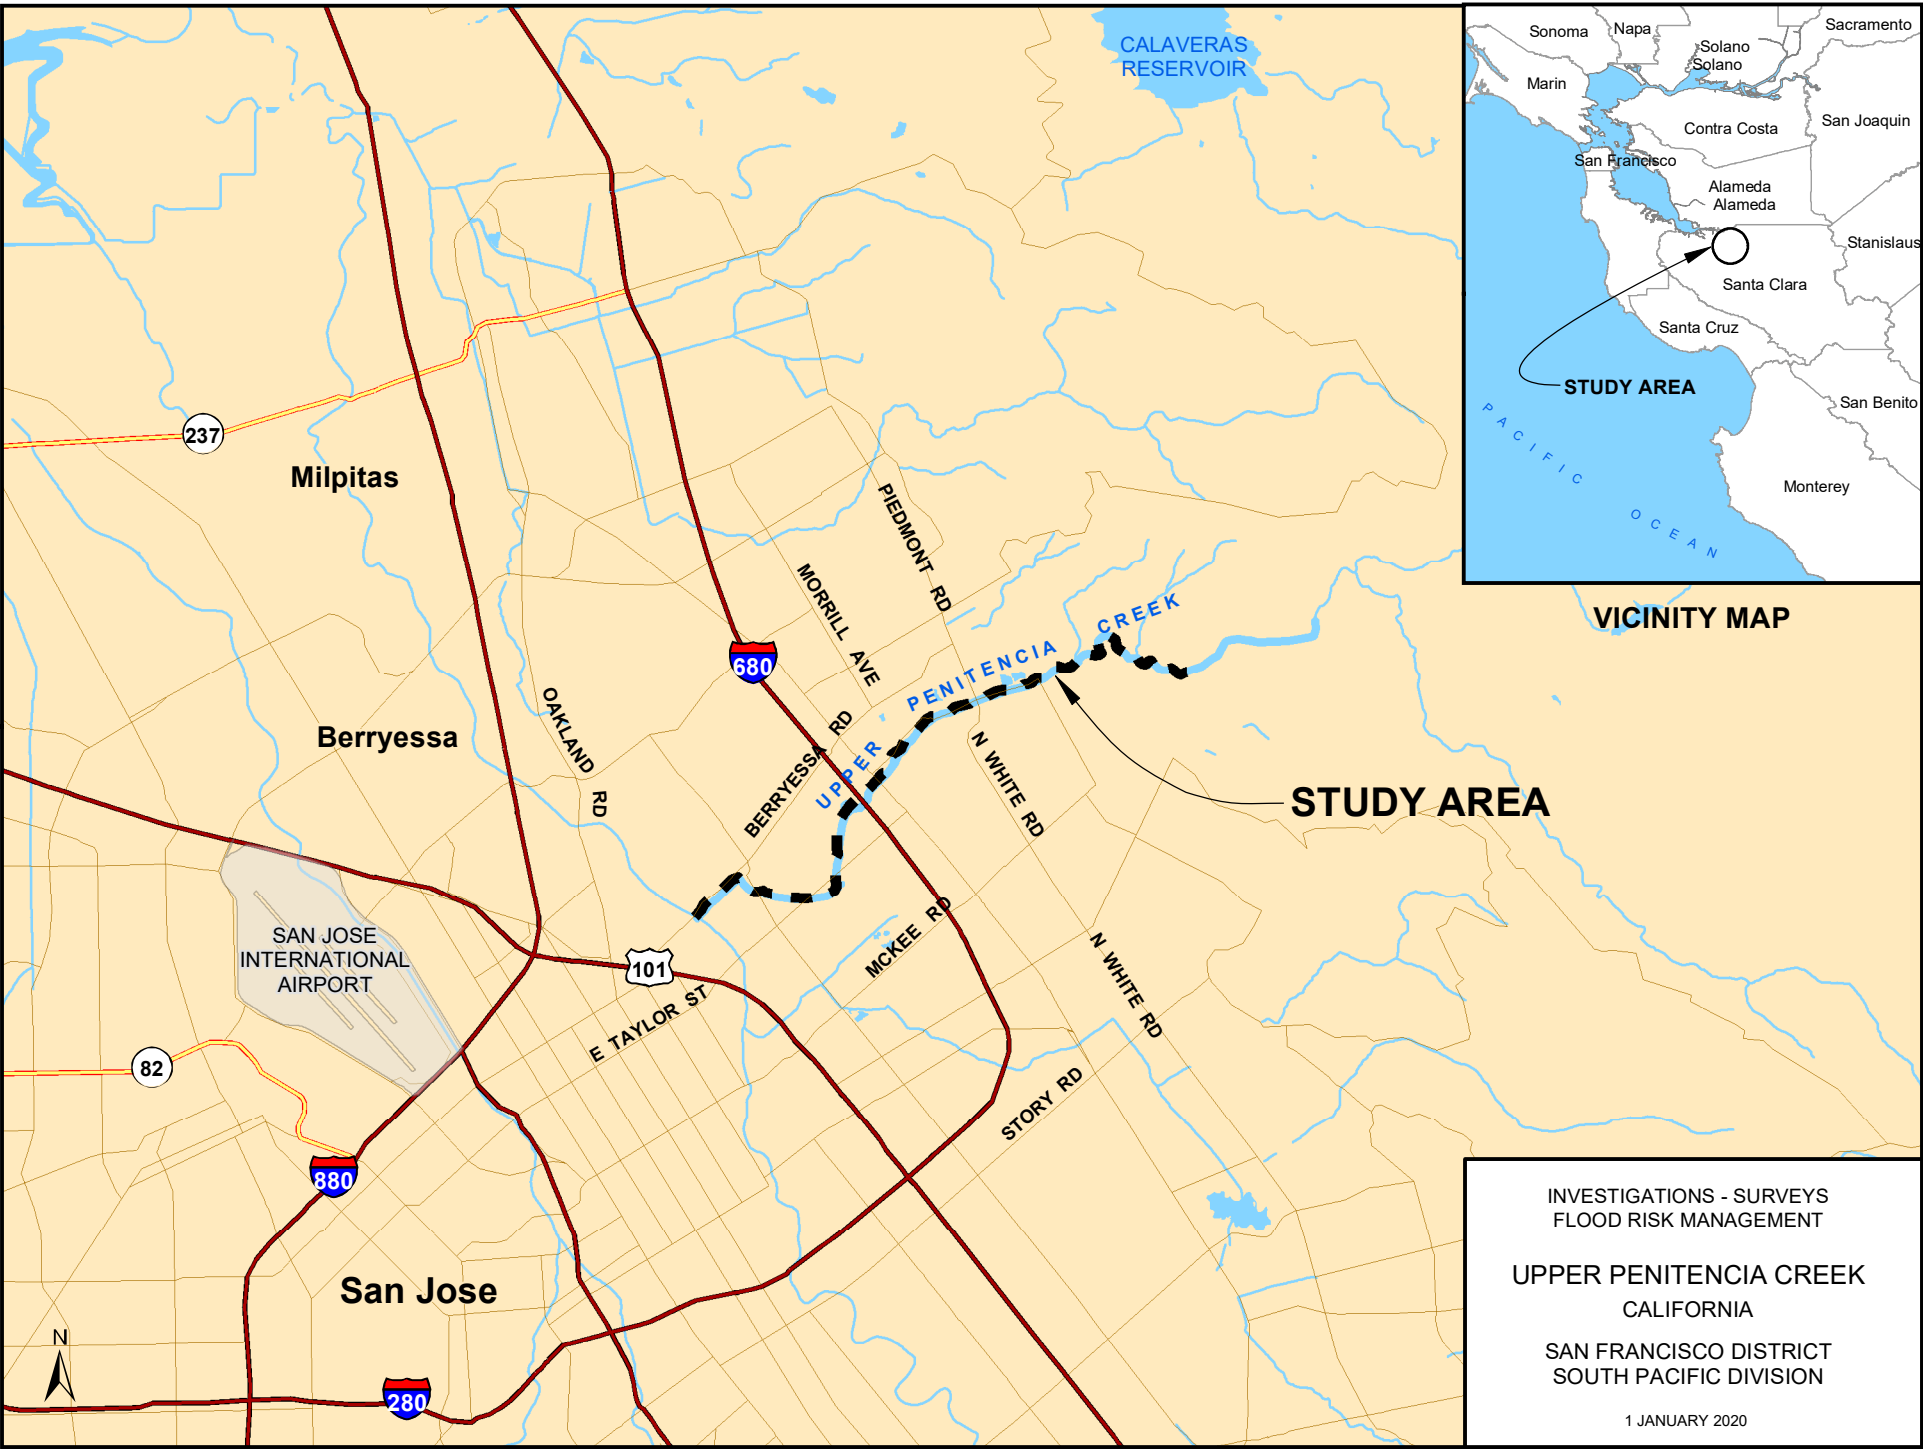 CALAVERAS
RESERVOIR
237
Milpitas
PIEDMONT RD
MORRILL AVE
680
UPPER PENITENCIA CREEK
OAKLAND RD
Berryessa
BERRYESSA RD
N WHITE RD
STUDY AREA
SAN JOSE
INTERNATIONAL
AIRPORT
101
MCKEE RD
N WHITE RD
E TAYLOR ST
82
STORY RD
880
San Jose
N
280
Sonoma
Napa
Sacramento
Solano
Solano
Marin
Contra Costa
San Joaquin
San Francisco
Alameda
Alameda
Stanislaus
Santa Clara
Santa Cruz
STUDY AREA
San Benito
PACIFIC OCEAN
Monterey
VICINITY MAP
INVESTIGATIONS - SURVEYS
FLOOD RISK MANAGEMENT
UPPER PENITENCIA CREEK
CALIFORNIA
SAN FRANCISCO DISTRICT
SOUTH PACIFIC DIVISION
1 JANUARY 2020